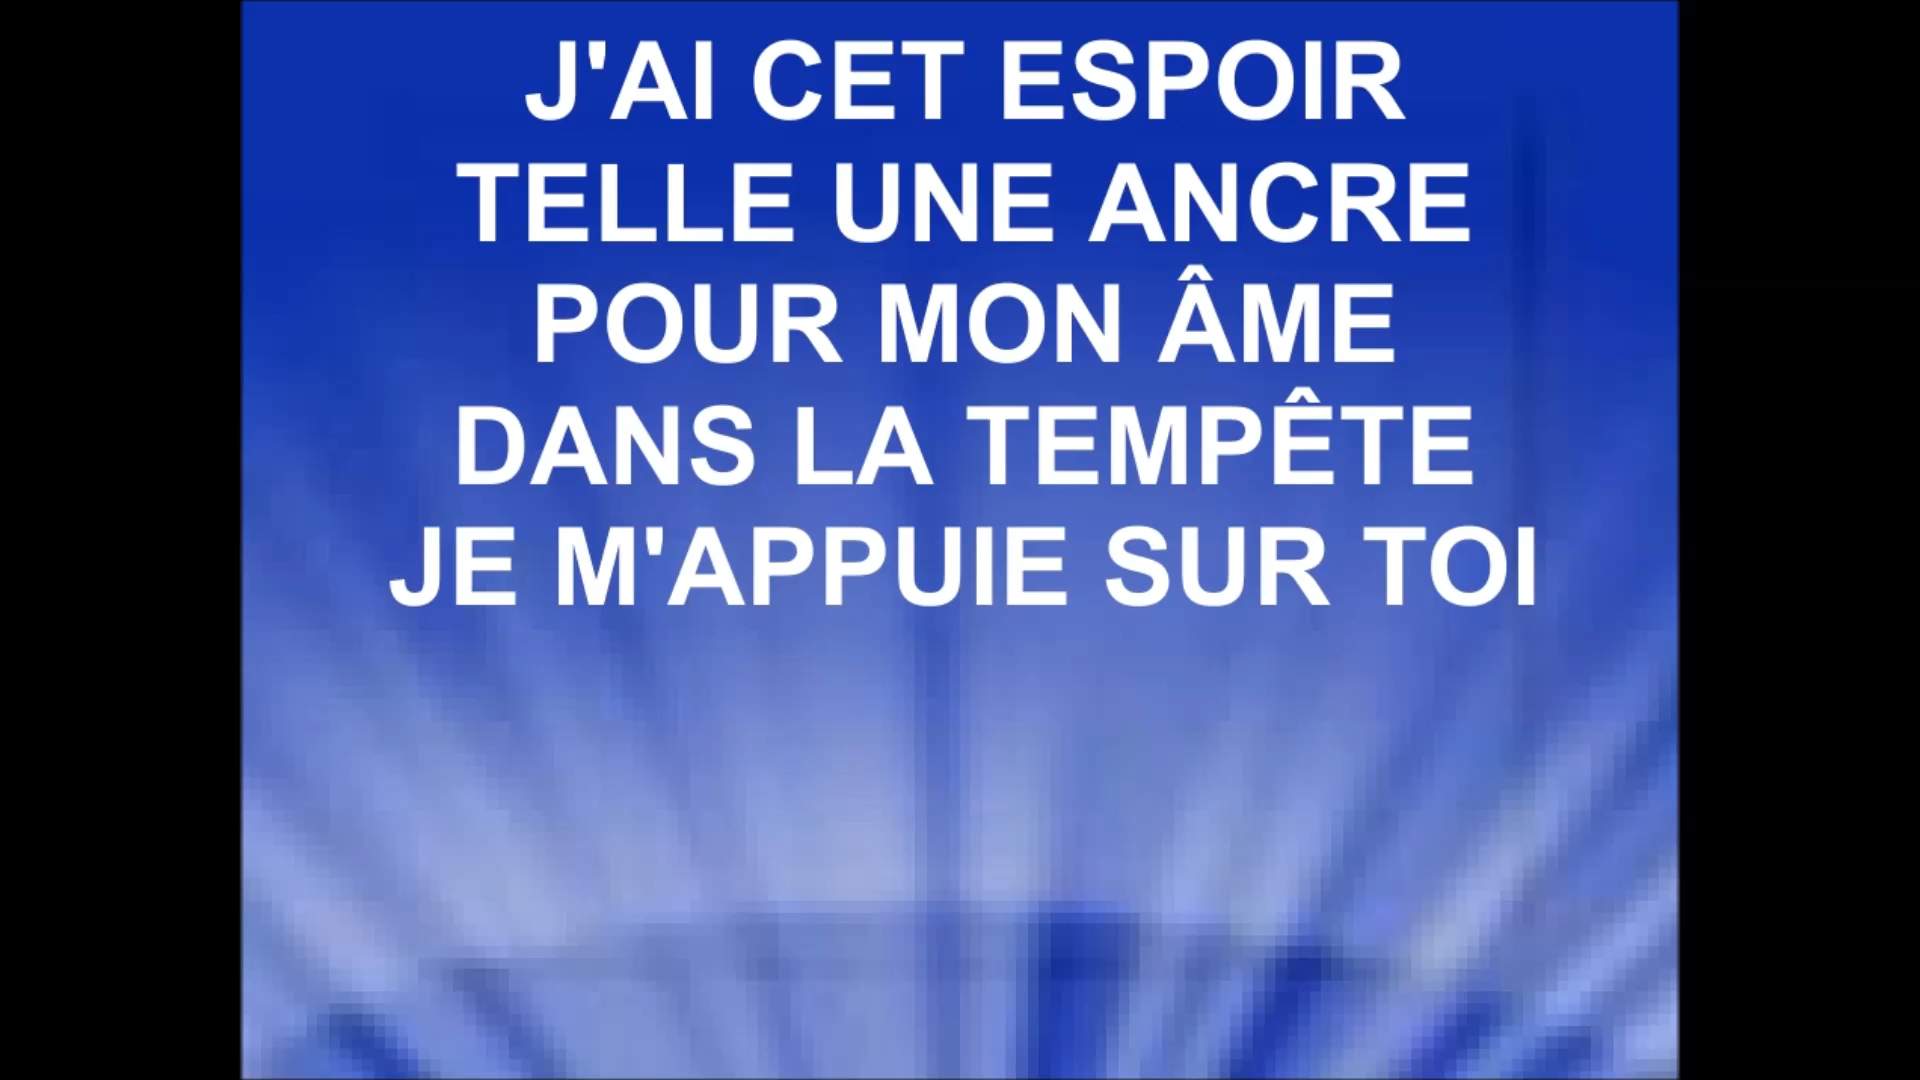 J'AI CET ESPOIR
TELLE UNE ANCRE
POUR MON ÂME
DANS LA TEMPÊTE
JE M'APPUIE SUR TOI